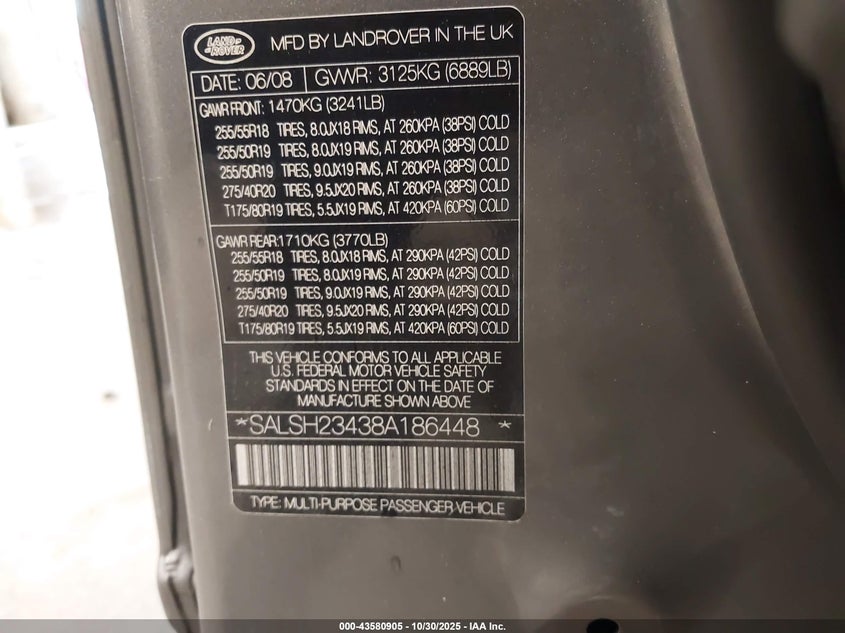 LAND-
-ROVER
MFD BY LANDROVER IN THE UK
DATE: 06/08 GVWR: 3125KG (6889LB)
GAWR FRONT: 1470KG (3241LB)
255/55R18 TIRES, 8.0JX18 RIMS, AT 260KPA (38PSI) COLD
255/50R19 TIRES, 8.0JX19 RIMS, AT 260KPA (38PSI) COLD
255/50R19 TIRES, 9.0JX19 RIMS, AT 260KPA (38PSI) COLD
275/40R20 TIRES, 9.5JX20 RIMS, AT 260KPA (38PSI) COLD
T175/80R19 TIRES, 5.5JX19 RIMS, AT 420KPA (60PSI) COLD
GAWR REAR:1710KG (3770LB)
255/55R18 TIRES, 8.0JX18 RIMS, AT 290KPA (42PSI) COLD
255/50R19 TIRES, 8.0JX19 RIMS, AT 290KPA (42PSI) COLD
255/50R19 TIRES, 9.0JX19 RIMS, AT 290KPA (42PSI) COLD
275/40R20 TIRES, 9.5JX20 RIMS, AT 290KPA (42PSI) COLD
T175/80R19 TIRES, 5.5JX19 RIMS, AT 420KPA (60PSI) COLD
THIS VEHICLE CONFORMS TO ALL APPLICABLE
U.S. FEDERAL MOTOR VEHICLE SAFETY
STANDARDS IN EFFECT ON THE DATE OF
MANUFACTURE SHOWN ABOVE
*SALSH23438A186448 *
TYPE: MULTI-PURPOSE PASSENGER VEHICLE
000-43580905 - 10/30/2025 - IAA Inc.